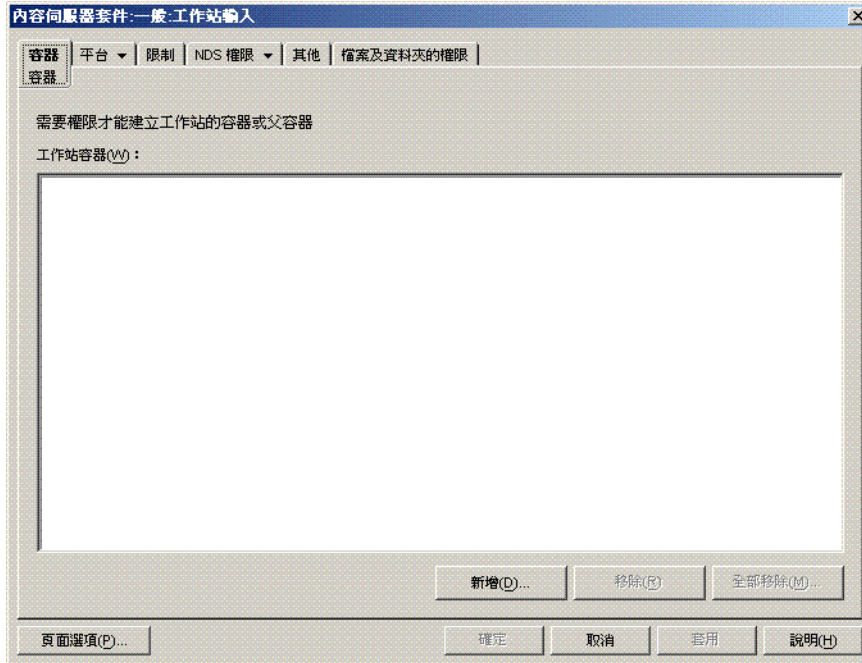 內容伺服器套件:一般:工作站輸入
容器 平台 限制 NDS 權限 其他 檔案及資料夾的權限
容器
需要權限才能建立工作站的容器或父容器
工作站容器(W)：
新增(D)... 移除(R) 全部移除(M)...
頁面選項(P)... 確定 取消 套用 說明(H)